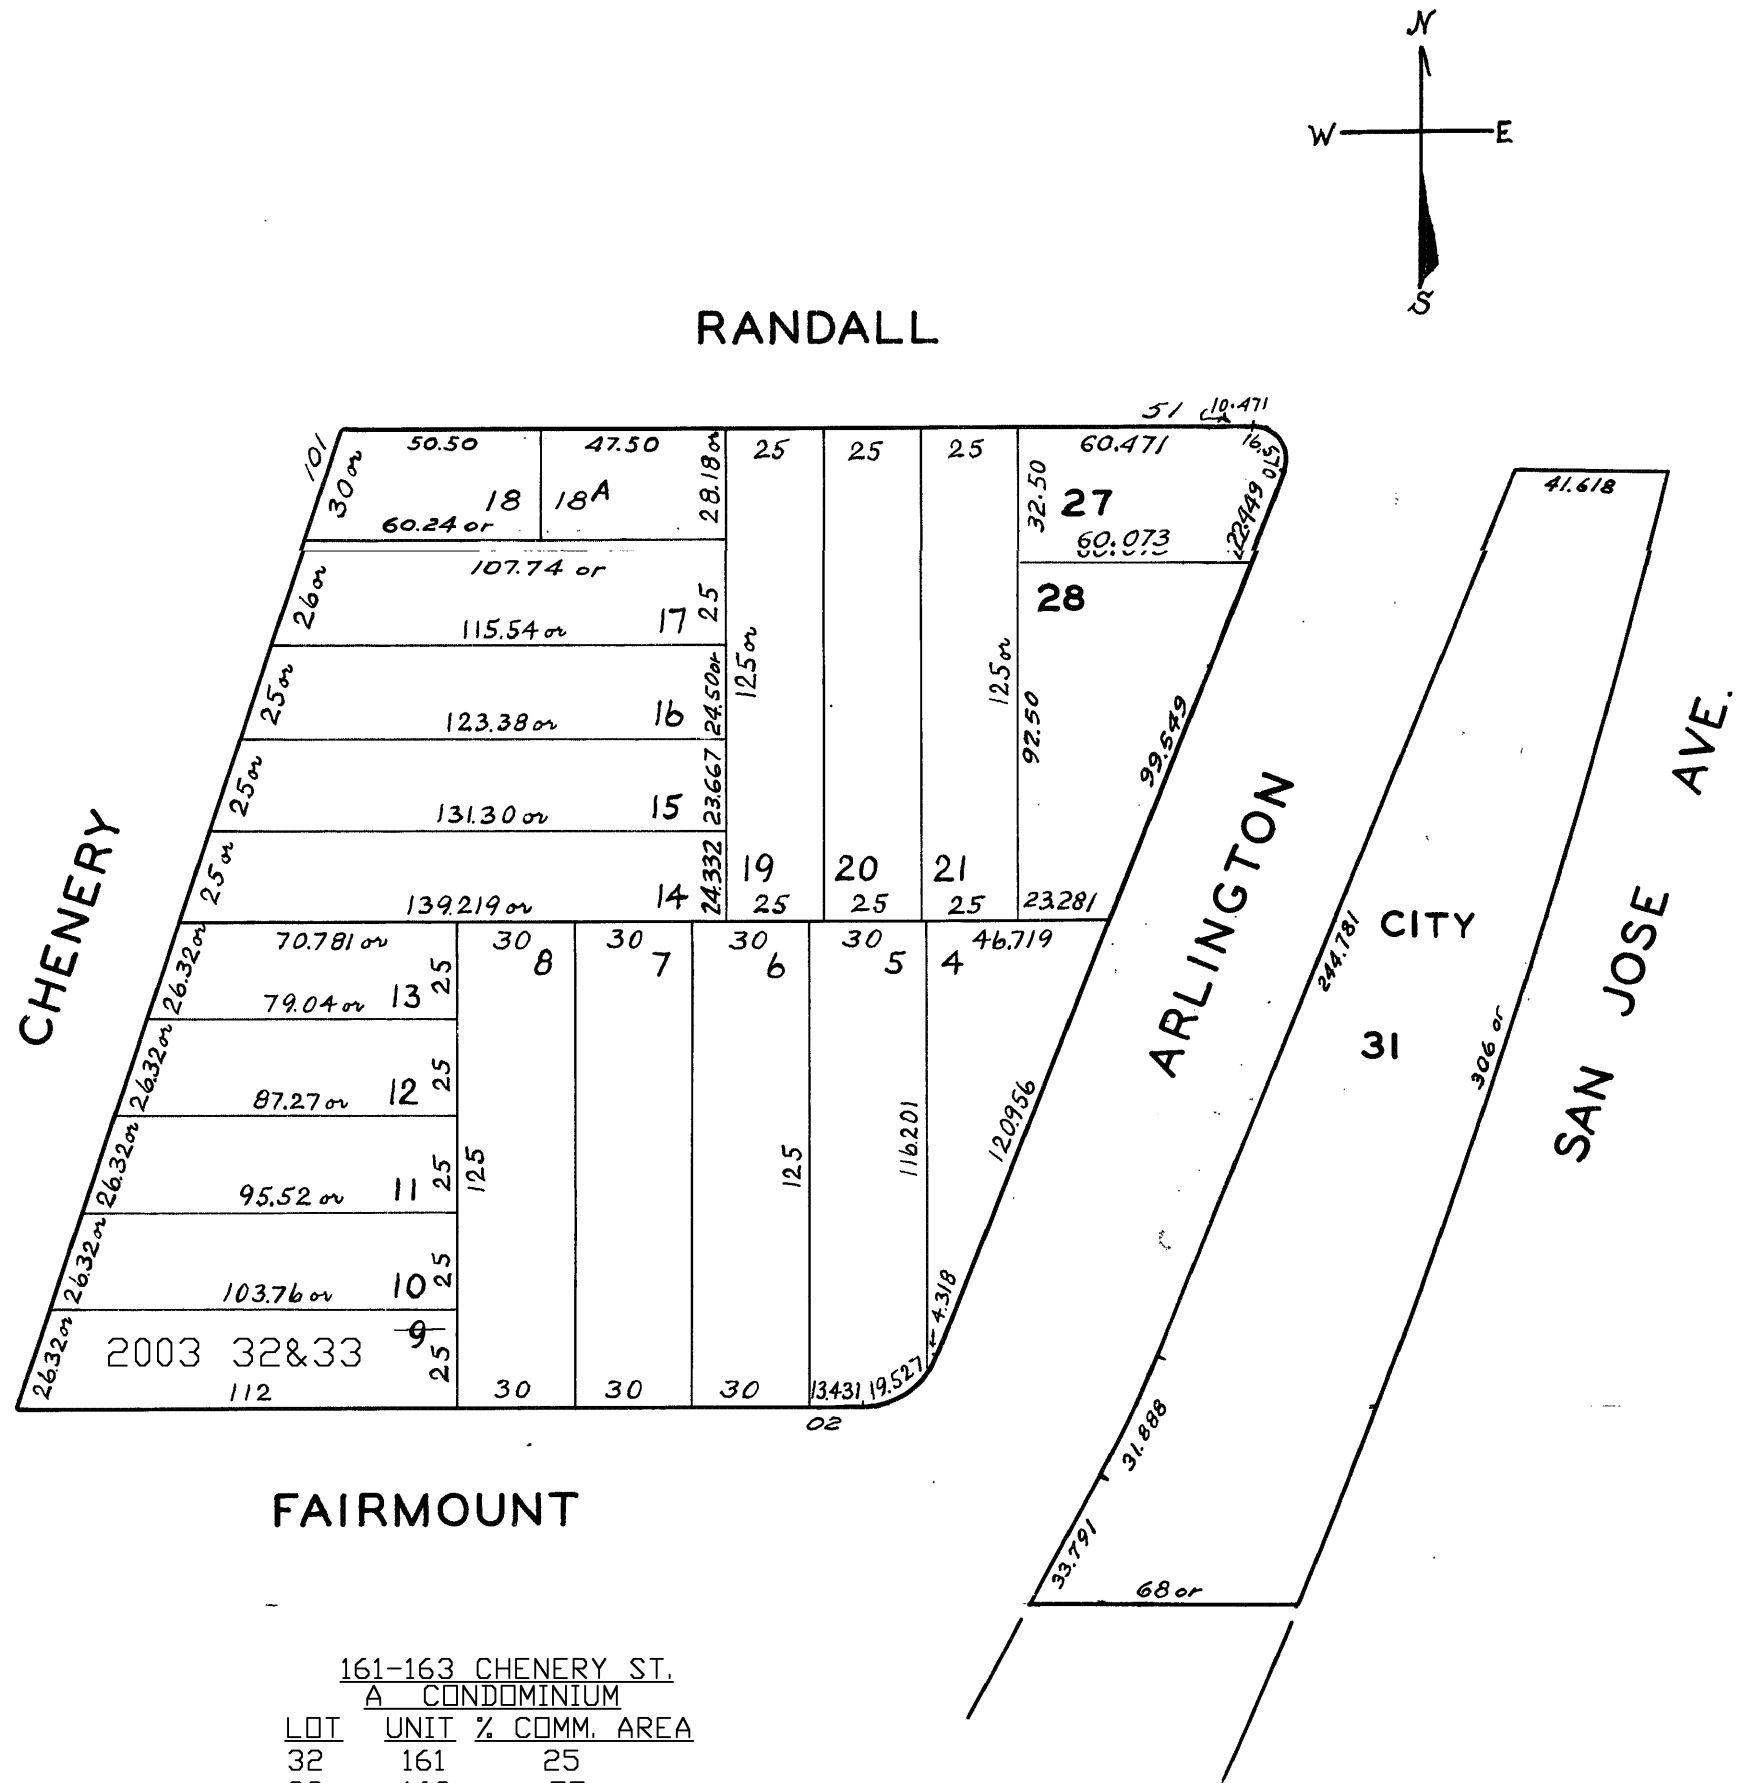 N
W E
S
RANDALL
51 10.471
101 50.50 47.50 25 25 25 60.471 16.570
30 or 18 18A 28.18 or 32.50 27 22.449 41.618
60.24 or 60.073
107.74 or
26 or 115.54 or 17 25 28
25 or 123.38 or 16 24.50 or 125 or 125 or 92.50 99.549
25 or 131.30 or 15 23.667
25 or 139.219 or 14 24.332 19 20 21
25 25 25 23.281
CHENERY
ARLINGTON
SAN JOSE AVE.
244.781 CITY
31 306 or
70.781 or 30 30 30 30 46.719
8 7 6 5 4
26.32 or 79.04 or 13 25
26.32 or 87.27 or 12 25
26.32 or 95.52 or 11 25 125 125 116.201 120.956
26.32 or 103.76 or 10 25
4.318
26.32 or 2003 32&33 9 25
112 30 30 30 13.431 19.527
02
31.888
33.791
68 or
FAIRMOUNT
161-163 CHENERY ST.
A CONDOMINIUM
LOT UNIT % COMM. AREA
32 161 25